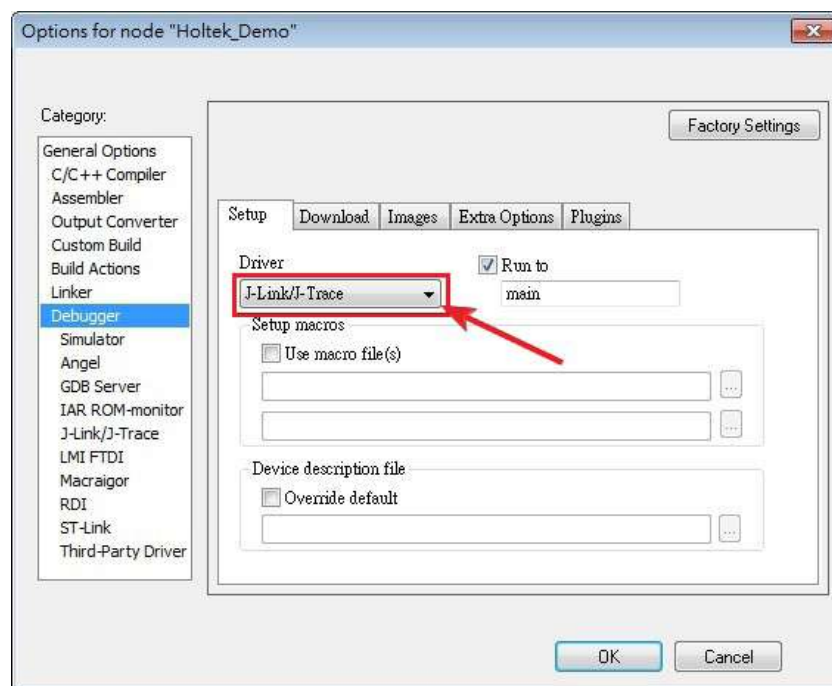 Options for node "Holtek_Demo"
Category:
Factory Settings
General Options
C/C++ Compiler
Assembler
Output Converter
Custom Build
Build Actions
Linker
Debugger
Simulator
Angel
GDB Server
IAR ROM-monitor
J-Link/J-Trace
LMI FTDI
Macraigor
RDI
ST-Link
Third-Party Driver
Setup Download Images Extra Options Plugins
Driver
J-Link/J-Trace
Run to
main
Setup macros
Use macro file(s)
...
...
Device description file
Override default
...
OK Cancel